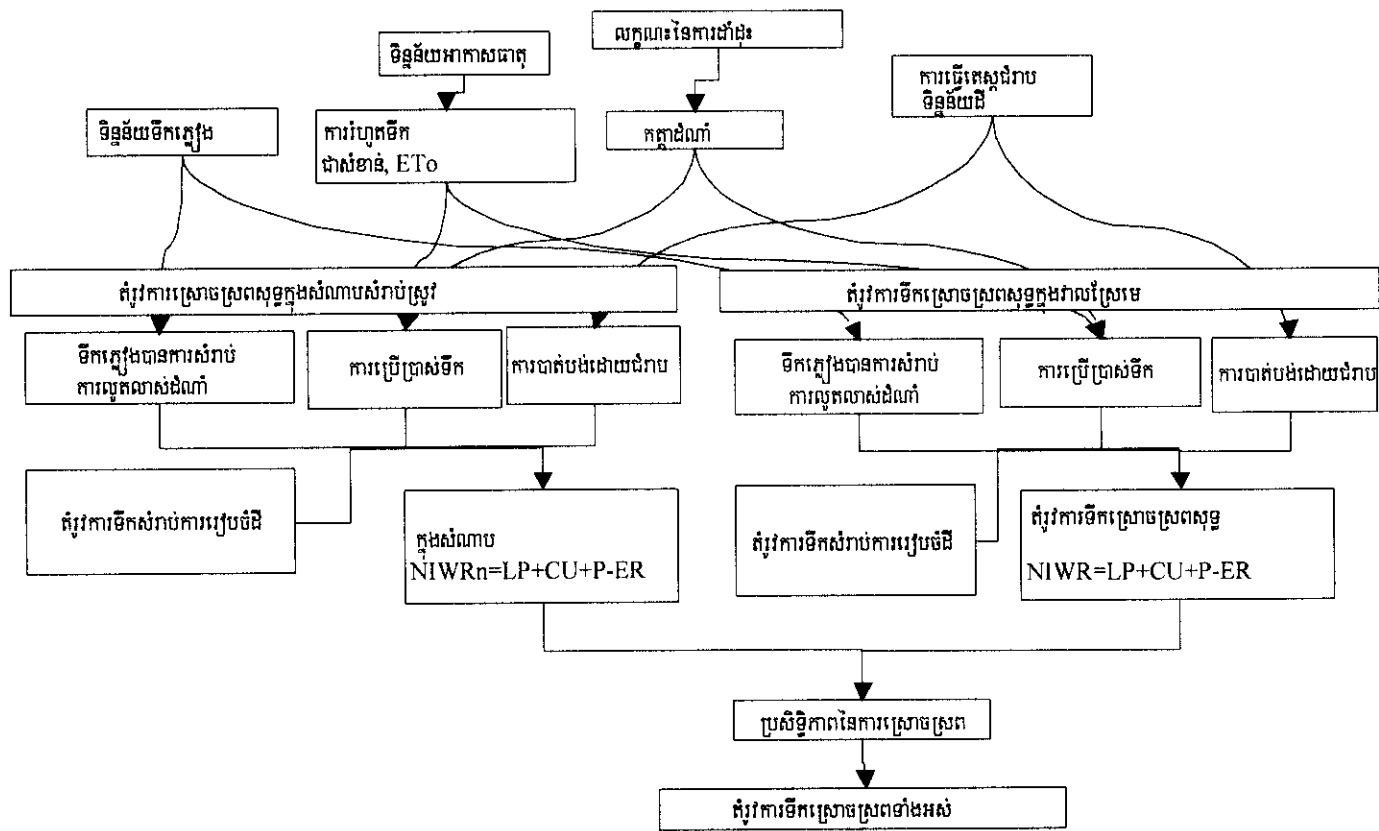 លក្ខណះនៃការដាំដុះ
ទិន្នន័យអាកាសធាតុ
ការធ្វើតេស្តជំរាប
ទិន្នន័យដី
ទិន្នន័យទឹកភ្លៀង
ការរំហួតទឹក
ជាសំខាន់, ETo
កត្តាដំណាំ
តំរូវការស្រោចស្រពសុទ្ធក្នុងសំណាបសំរាប់ស្រូវ
តំរូវការទឹកស្រោចស្រពសុទ្ធក្នុងវាលស្រែមេ
ទឹកភ្លៀងបានការសំរាប់
ការលូតលាស់ដំណាំ
ការប្រើប្រាស់ទឹក
ការបាត់បង់ដោយជំរាប
ទឹកភ្លៀងបានការសំរាប់
ការលូតលាស់ដំណាំ
ការប្រើប្រាស់ទឹក
ការបាត់បង់ដោយជំរាប
តំរូវការទឹកសំរាប់ការរៀបចំដី
ក្នុងសំណាប
NIWRn=LP+CU+P-ER
តំរូវការទឹកសំរាប់ការរៀបចំដី
តំរូវការទឹកស្រោចស្រពសុទ្ធ
NIWR=LP+CU+P-ER
ប្រសិទ្ធិភាពនៃការស្រោចស្រព
តំរូវការទឹកស្រោចស្រពទាំងអស់